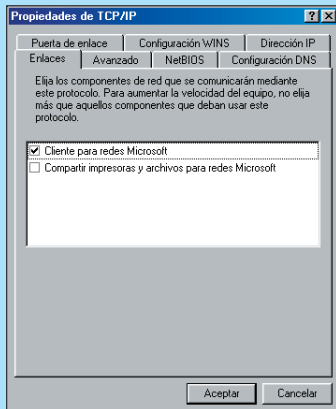 Propiedades de TCP/IP
Puerta de enlace Configuración WINS Dirección IP
Enlaces Avanzado NetBIOS Configuración DNS
Elija los componentes de red que se comunicarán mediante
este protocolo. Para aumentar la velocidad del equipo, no elija
más que aquellos componentes que deban usar este
protocolo.
Cliente para redes Microsoft
Compartir impresoras y archivos para redes Microsoft
Aceptar Cancelar